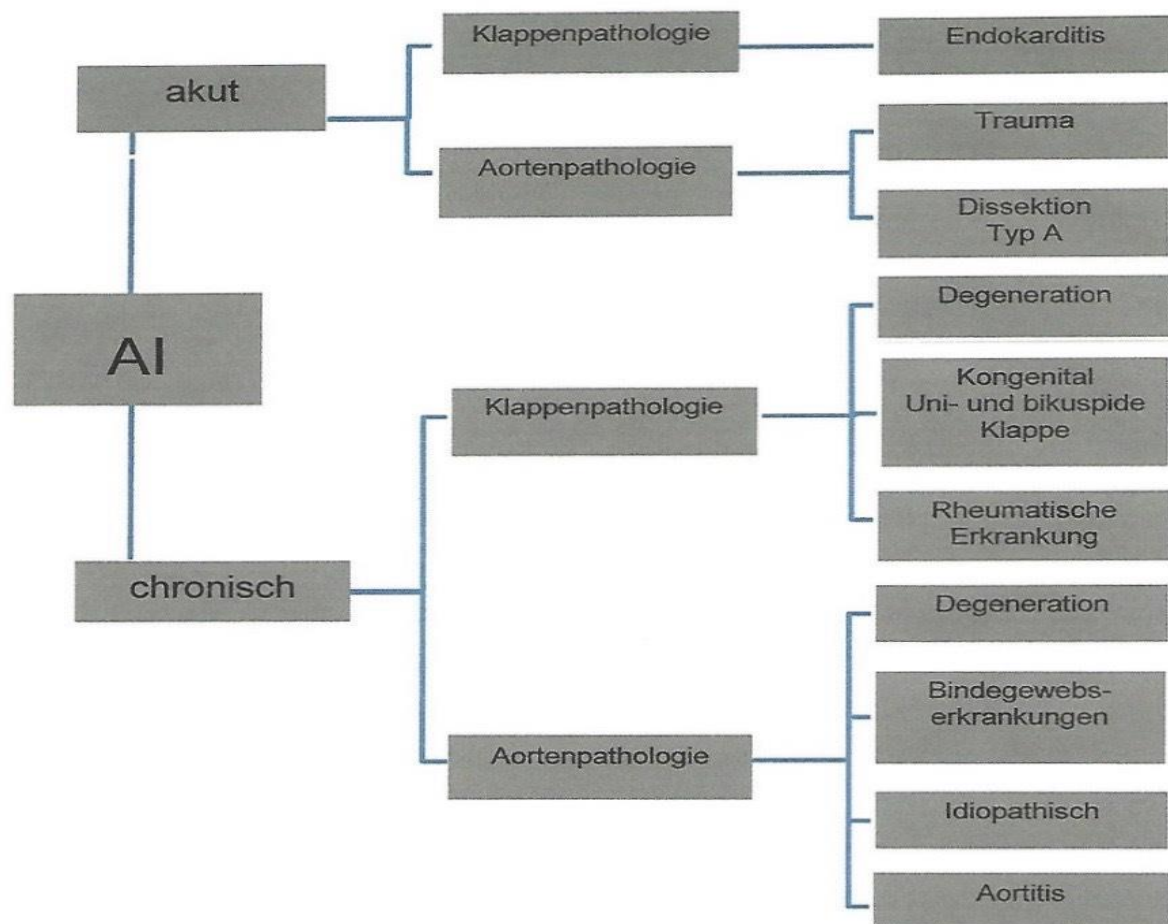 Klappenpathologie
Endokarditis
akut
Trauma
Aortenpathologie
Dissektion
Typ A
Degeneration
AI
Kongenital
Uni- und bikuspide
Klappe
Klappenpathologie
Rheumatische
Erkrankung
chronisch
Degeneration
Bindegewebs-
erkrankungen
Aortenpathologie
Idiopathisch
Aortitis